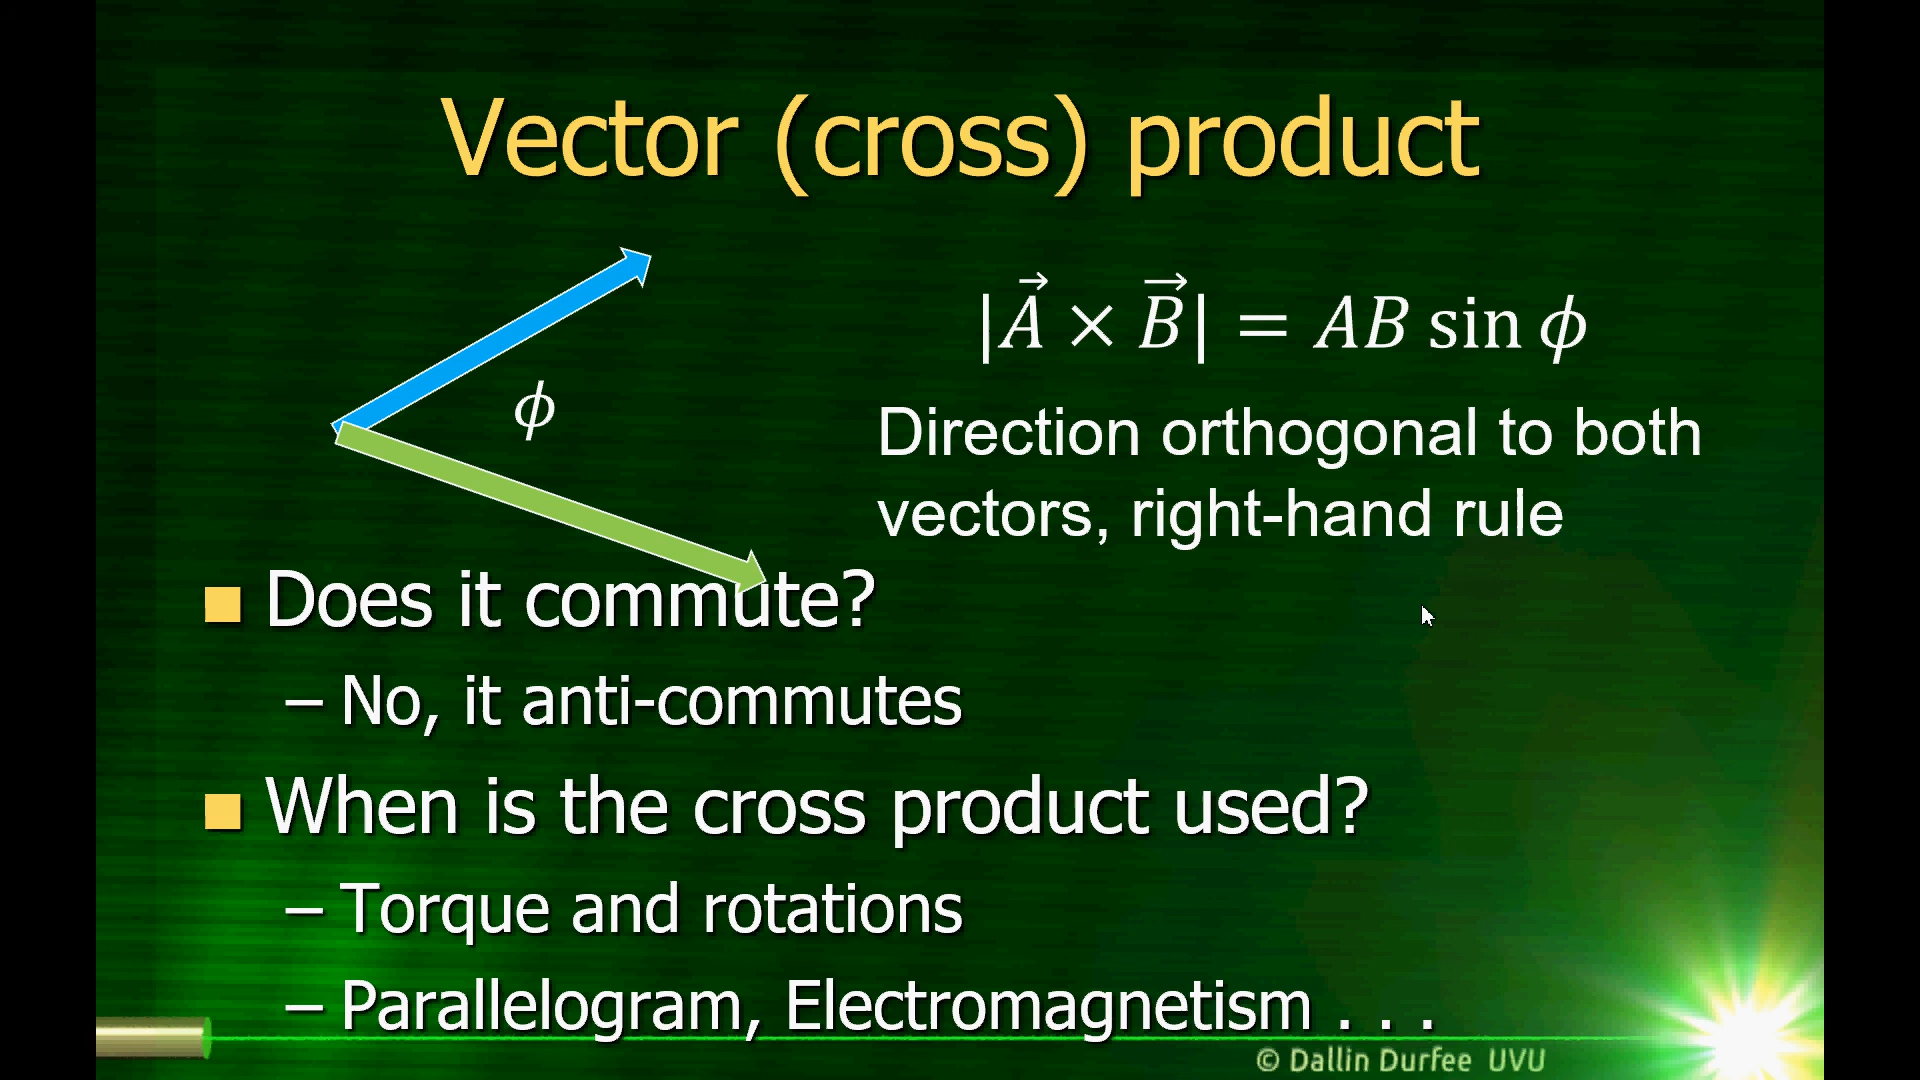 Vector (cross) product
ϕ
|A⃗ × B⃗| = AB sin ϕ
Direction orthogonal to both
vectors, right-hand rule
Does it commute?
– No, it anti-commutes
When is the cross product used?
– Torque and rotations
– Parallelogram, Electromagnetism . . .
© Dallin Durfee UVU